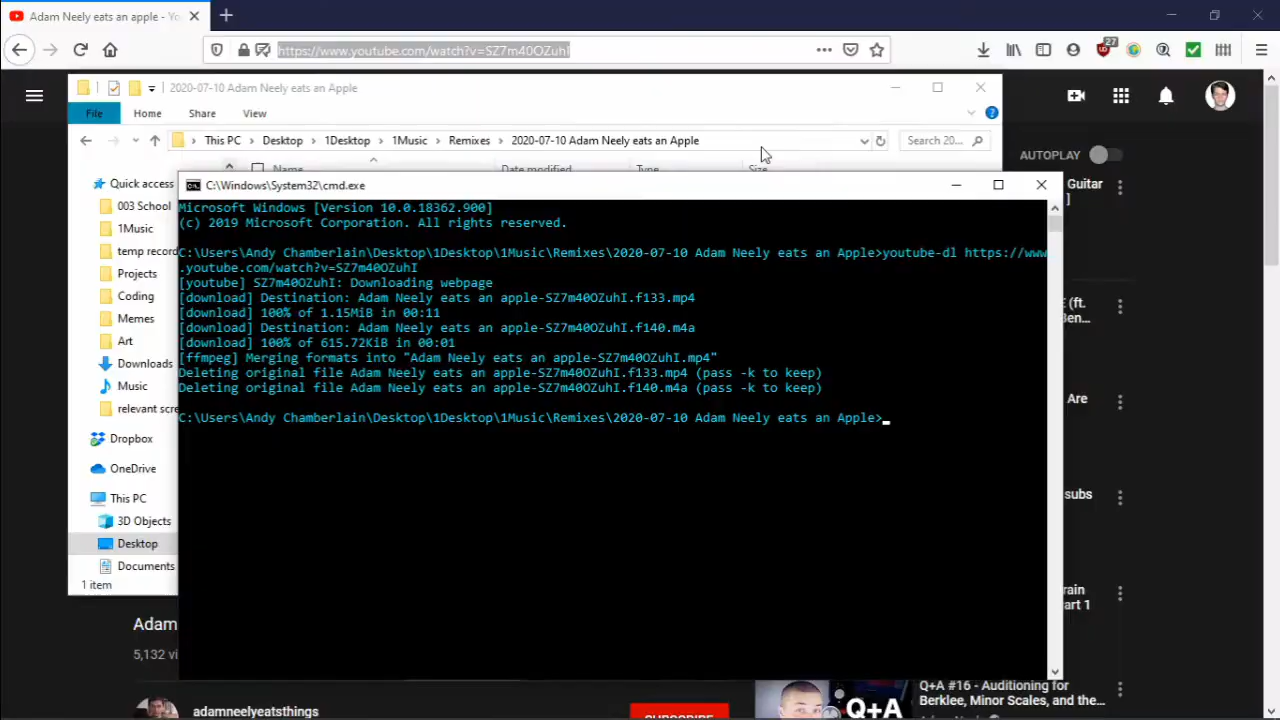 Adam Neely eats an apple - Yo
https://www.youtube.com/watch?v=SZ7m40OZuhI
27
2020-07-10 Adam Neely eats an Apple
File Home Share View
This PC Desktop 1Desktop 1Music Remixes 2020-07-10 Adam Neely eats an Apple Search 20...
Name Date modified Type Size
AUTOPLAY
Quick access
003 School
1Music
temp record
Projects
Coding
Memes
Art
Downloads
Music
relevant scre
Dropbox
OneDrive
This PC
3D Objects
Desktop
Documents
1 item
C:\Windows\System32\cmd.exe
Microsoft Windows [Version 10.0.18362.900]
(c) 2019 Microsoft Corporation. All rights reserved.
C:\Users\Andy Chamberlain\Desktop\1Desktop\1Music\Remixes\2020-07-10 Adam Neely eats an Apple>youtube-dl https://www
.youtube.com/watch?v=SZ7m40OZuhI
[youtube] SZ7m40OZuhI: Downloading webpage
[download] Destination: Adam Neely eats an apple-SZ7m40OZuhI.f133.mp4
[download] 100% of 1.15MiB in 00:11
[download] Destination: Adam Neely eats an apple-SZ7m40OZuhI.f140.m4a
[download] 100% of 615.72KiB in 00:01
[ffmpeg] Merging formats into "Adam Neely eats an apple-SZ7m40OZuhI.mp4"
Deleting original file Adam Neely eats an apple-SZ7m40OZuhI.f133.mp4 (pass -k to keep)
Deleting original file Adam Neely eats an apple-SZ7m40OZuhI.f140.m4a (pass -k to keep)
C:\Users\Andy Chamberlain\Desktop\1Desktop\1Music\Remixes\2020-07-10 Adam Neely eats an Apple>
Guitar
]
E (ft.
Ben...
Are
subs
rain
art 1
Adam
5,132 vi
adamneelyeatsthings
SUBSCRIBE
Q+A
Q+A #16 - Auditioning for
Berklee, Minor Scales, and the...